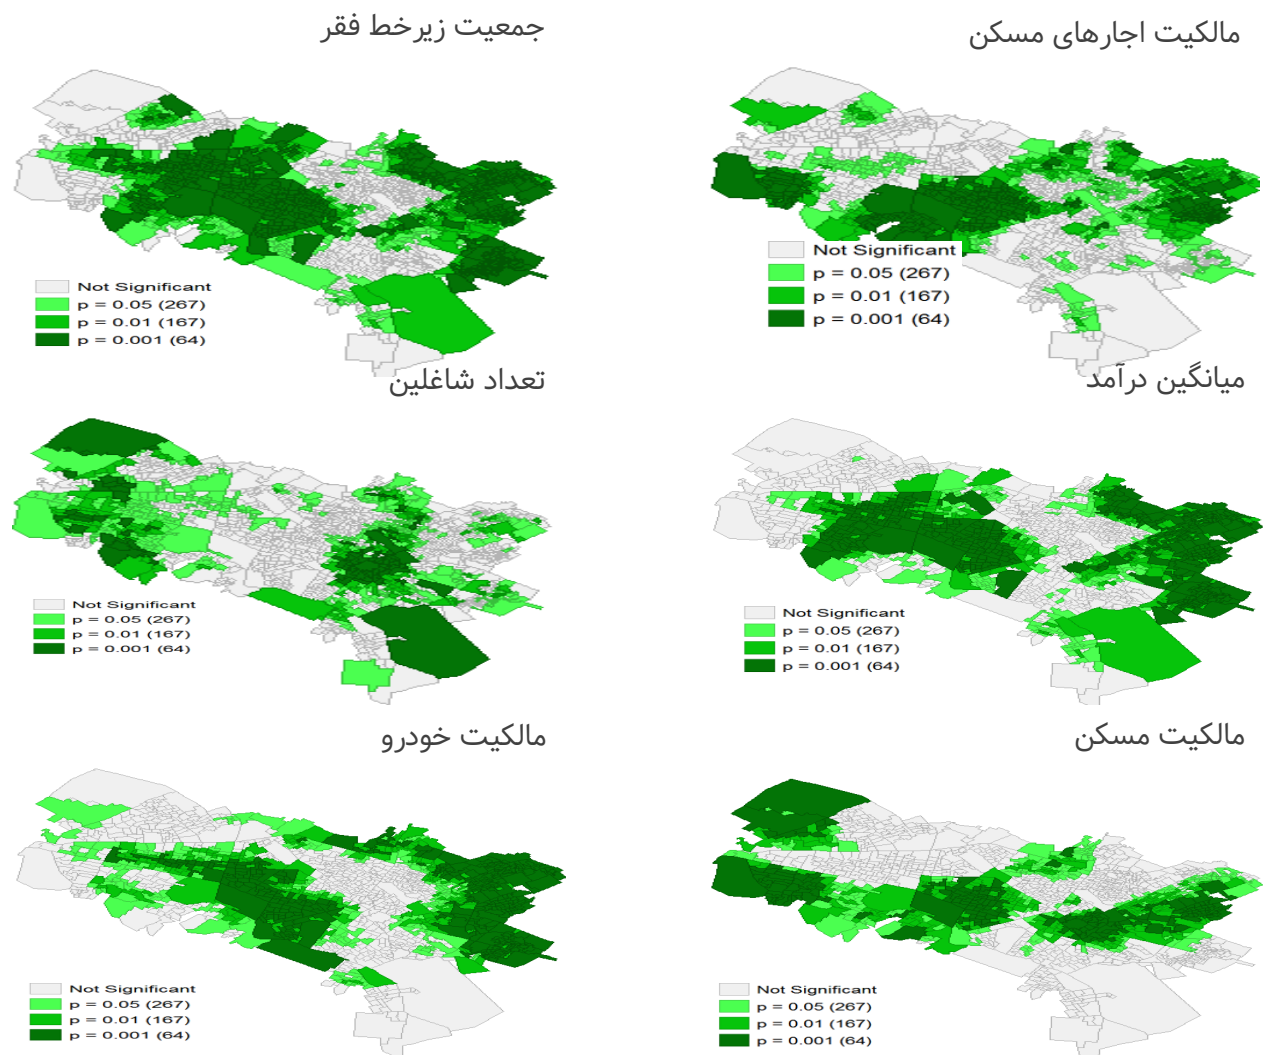 مالکیت اجارهای مسکن
جمعیت زیرخط فقر
Not Significant
p = 0.05 (267)
p = 0.01 (167)
p = 0.001 (64)
Not Significant
p = 0.05 (267)
p = 0.01 (167)
p = 0.001 (64)
میانگین درآمد
تعداد شاغلین
Not Significant
p = 0.05 (267)
p = 0.01 (167)
p = 0.001 (64)
Not Significant
p = 0.05 (267)
p = 0.01 (167)
p = 0.001 (64)
مالکیت مسکن
مالکیت خودرو
Not Significant
p = 0.05 (267)
p = 0.01 (167)
p = 0.001 (64)
Not Significant
p = 0.05 (267)
p = 0.01 (167)
p = 0.001 (64)